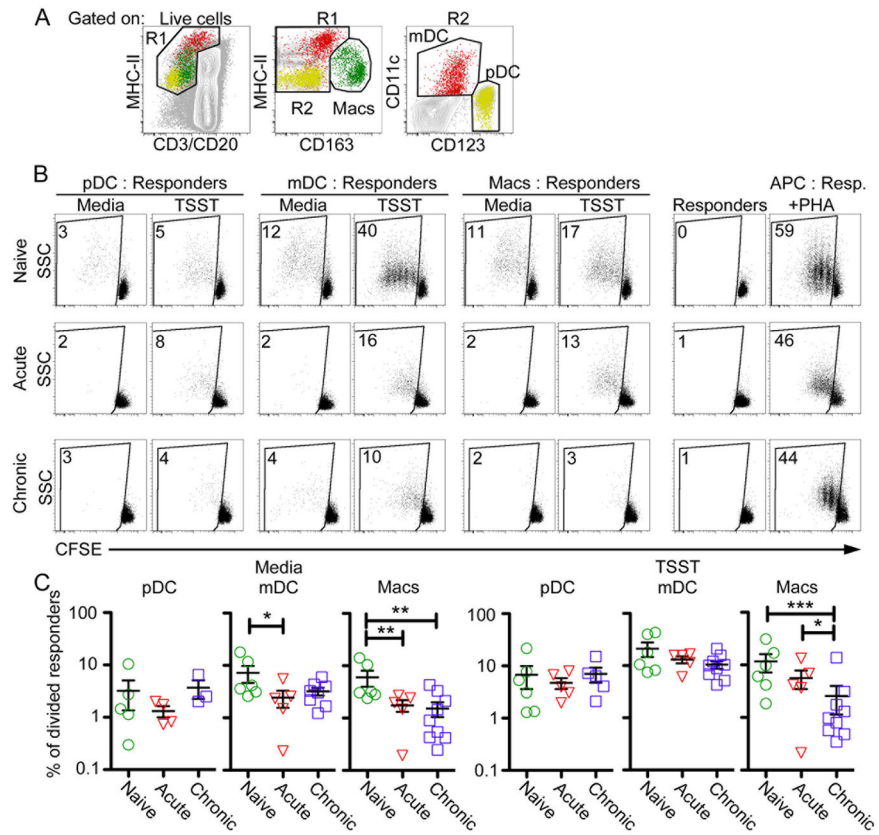 A
Gated on: Live cells
R1
R2
R1
mDC
pDC
MHC-II
MHC-II
CD11c
R2
Macs
CD3/CD20
CD163
CD123
B
pDC : Responders
mDC : Responders
Macs : Responders
APC : Resp.
Media
TSST
Media
TSST
Media
TSST
Responders
+PHA
Naive
SSC
3
5
12
40
11
17
0
59
Acute
SSC
2
8
2
16
2
13
1
46
Chronic
SSC
3
4
4
10
2
3
1
44
CFSE
C
Media
TSST
pDC
mDC
Macs
pDC
mDC
Macs
% of divided responders
100
10
1
0.1
100
10
1
0.1
*
**
**
***
*
Naive
Acute
Chronic
Naive
Acute
Chronic
Naive
Acute
Chronic
Naive
Acute
Chronic
Naive
Acute
Chronic
Naive
Acute
Chronic